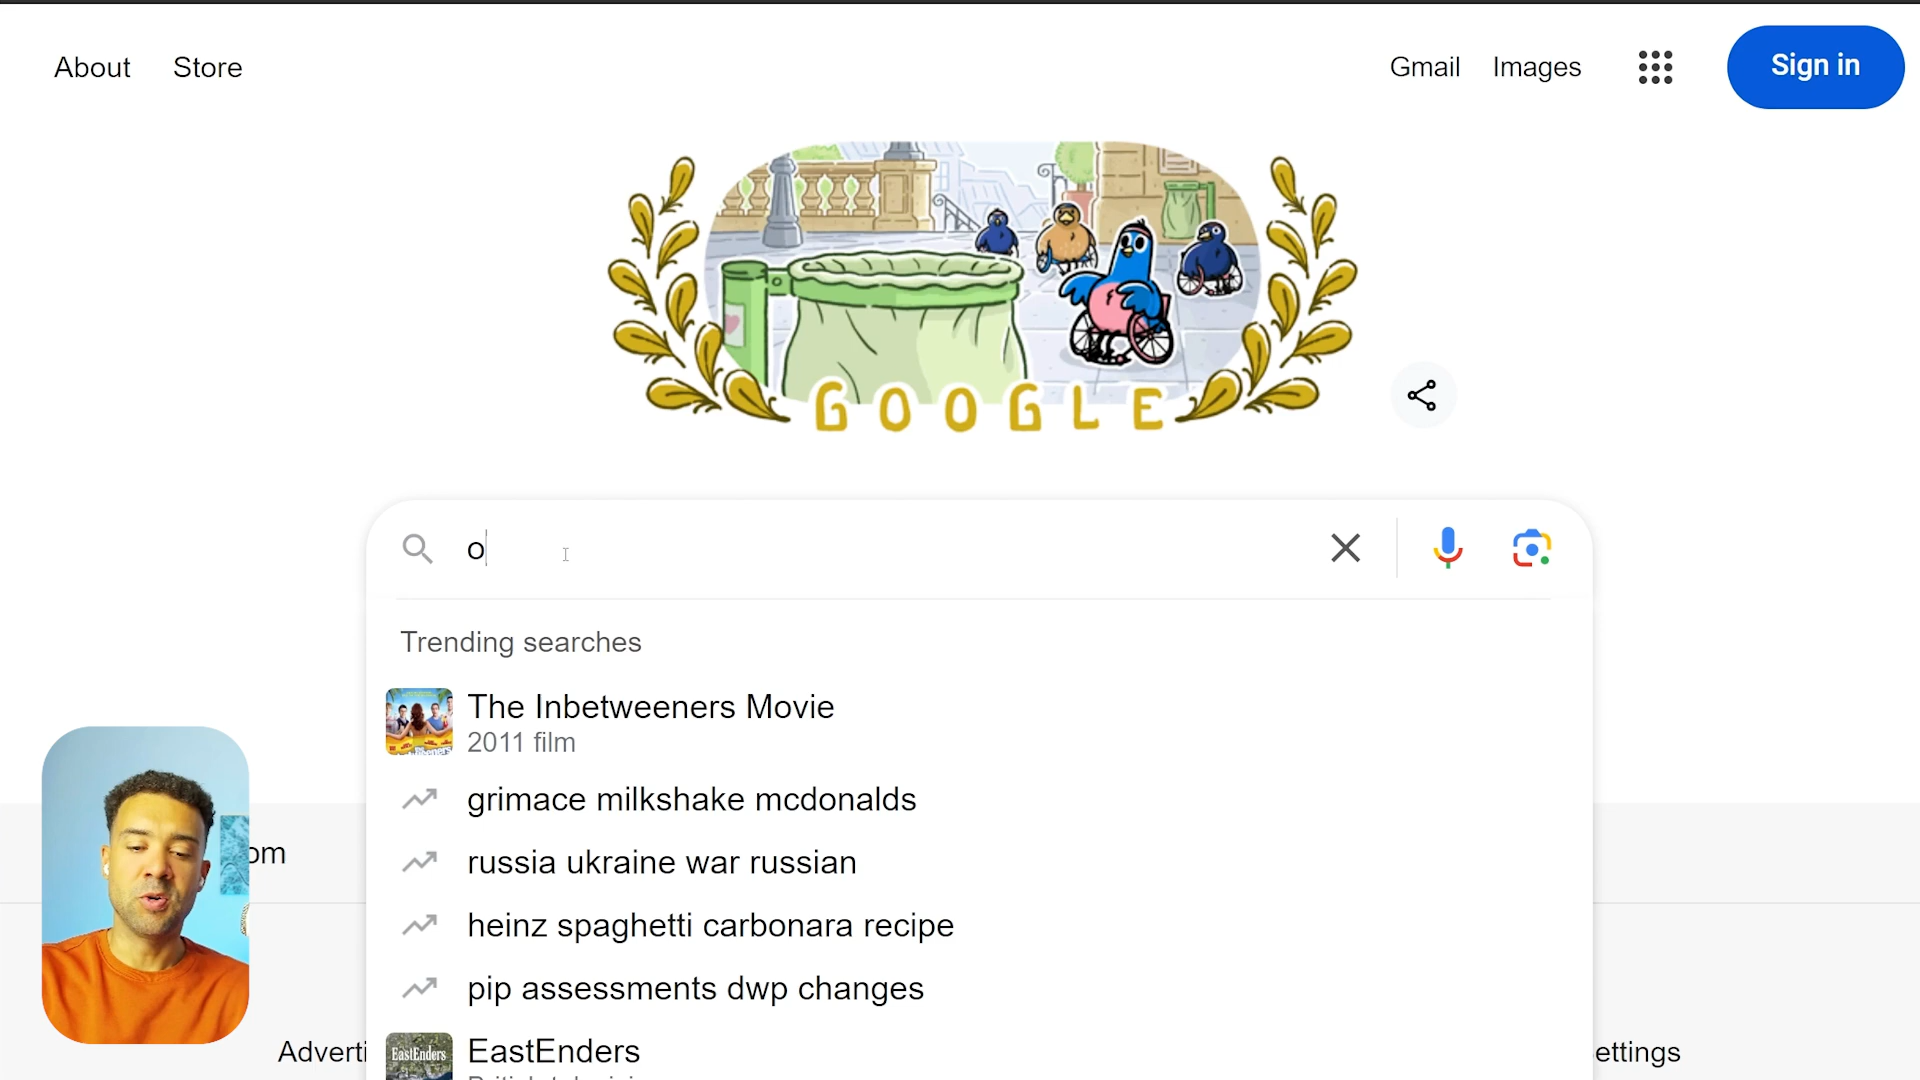 About Store Gmail Images Sign in
GOOGLE
o
Trending searches
The Inbetweeners Movie
2011 film
grimace milkshake mcdonalds
russia ukraine war russian
om
heinz spaghetti carbonara recipe
pip assessments dwp changes
EastEnders
EastEnders
Adverti
ettings